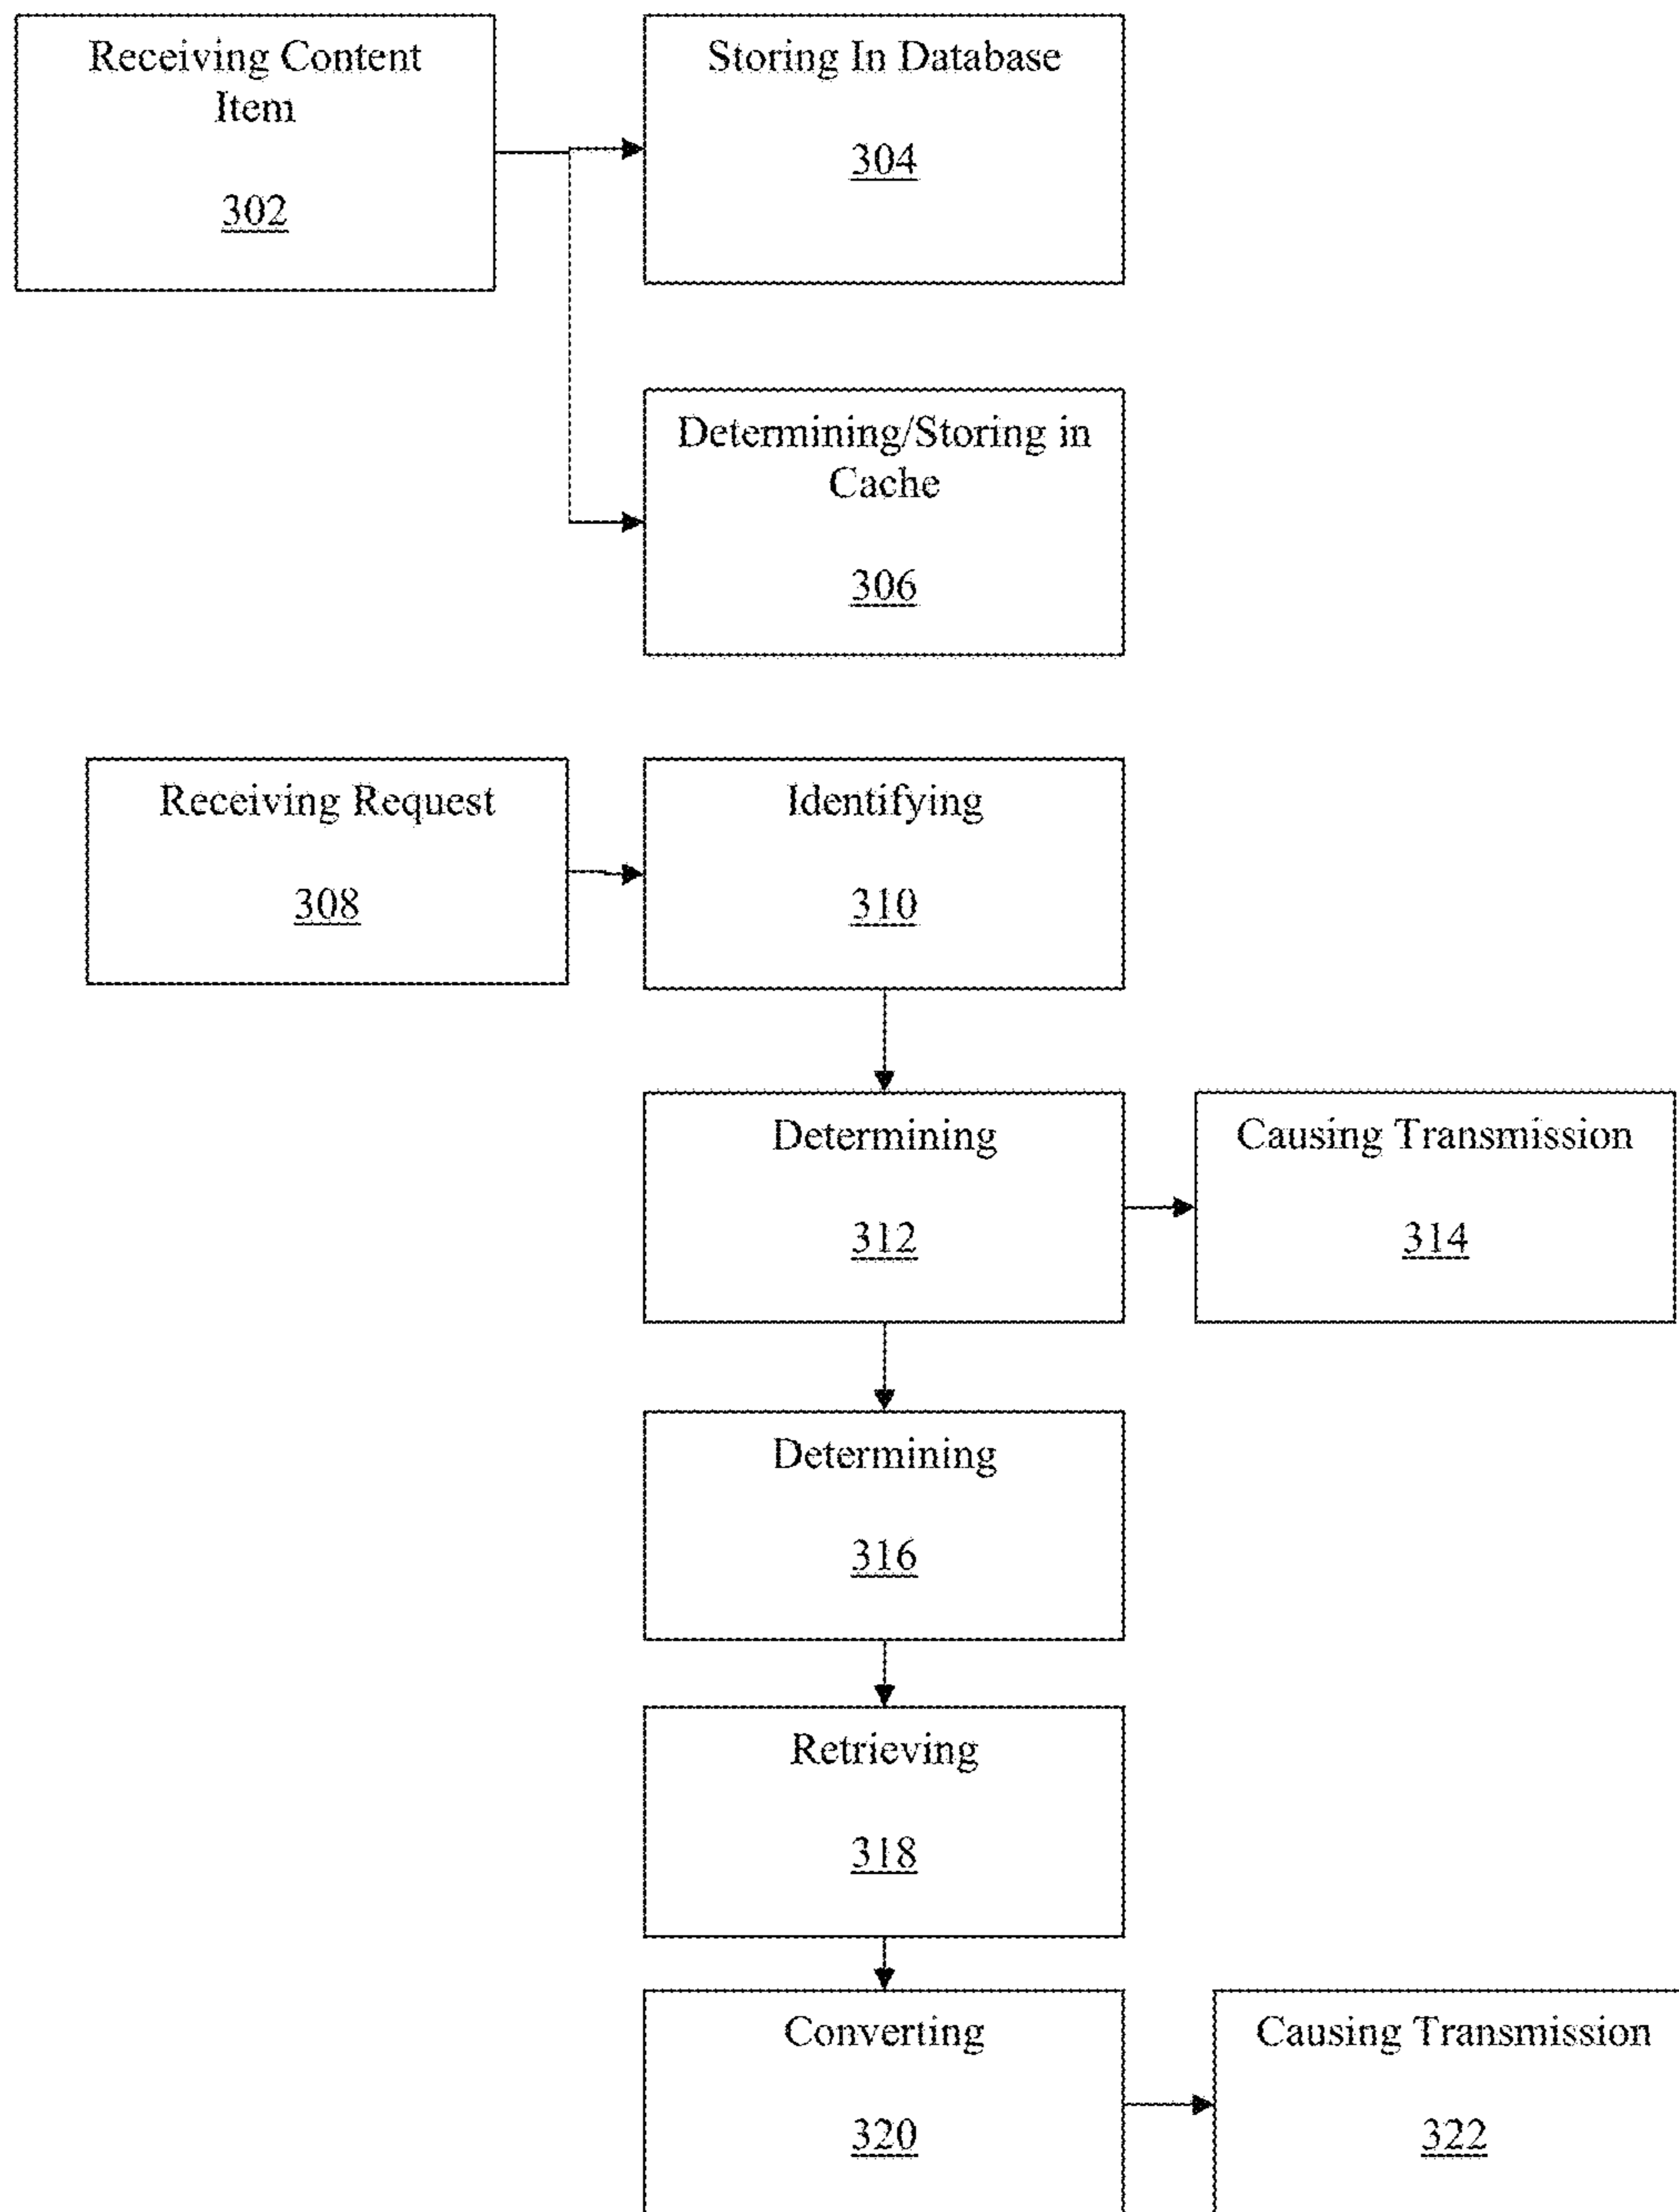 Receiving Content
Item
302
Storing In Database
304
Determining/Storing in
Cache
306
Receiving Request
308
Identifying
310
Determining
312
Causing Transmission
314
Determining
316
Retrieving
318
Converting
320
Causing Transmission
322